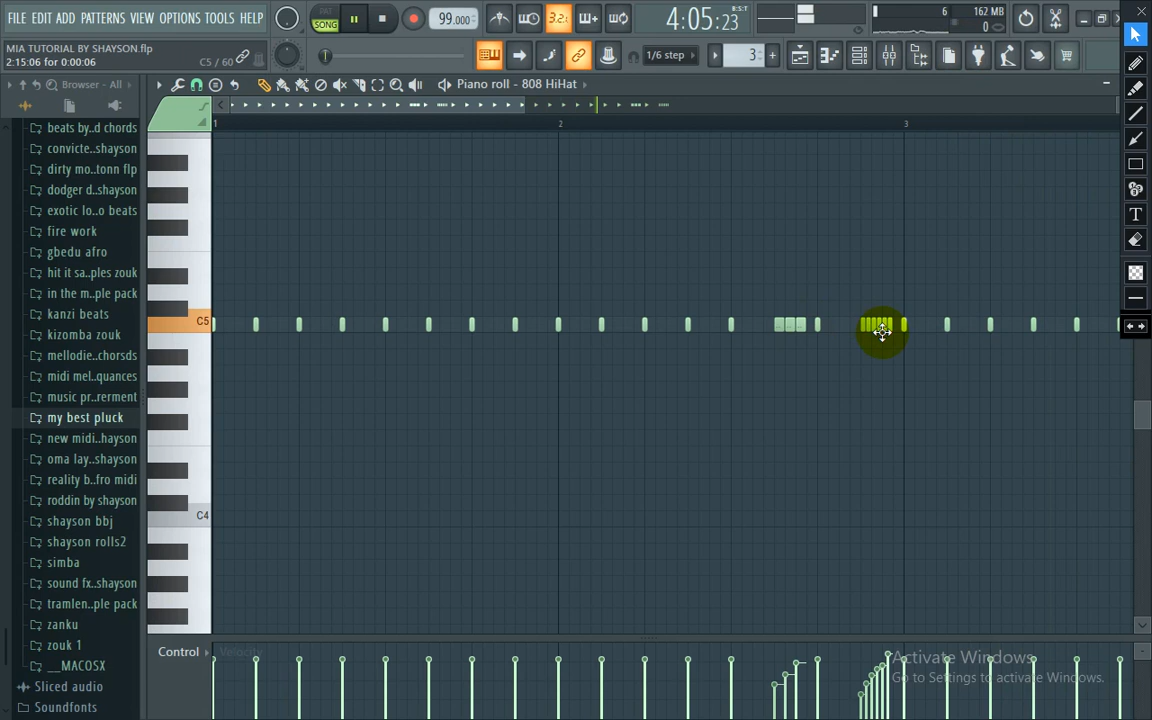 FILE EDIT ADD PATTERNS VIEW OPTIONS TOOLS HELP
PAT
SONG
99.000
3.2.
4:05:23
B:S:T
6
162 MB
0
MIA TUTORIAL BY SHAYSON.flp
2:15:06 for 0:00:06
C5 / 60
1/6 step
3
Browser - All
Piano roll - 808 HiHat
1
2
3
beats by..d chords
convicte..shayson
dirty mo..tonn flp
dodger d..shayson
exotic lo..o beats
fire work
gbedu afro
hit it sa..ples zouk
in the m..ple pack
kanzi beats
kizomba zouk
mellodie..chorsds
midi mel..quances
music pr..rerment
my best pluck
new midi..hayson
oma lay..shayson
reality b..fro midi
roddin by shayson
shayson bbj
shayson rolls2
simba
sound fx..shayson
tramlen..ple pack
zanku
zouk 1
__MACOSX
Sliced audio
Soundfonts
C5
C4
Control
Velocity
Activate Windows
Go to Settings to activate Windows.
T